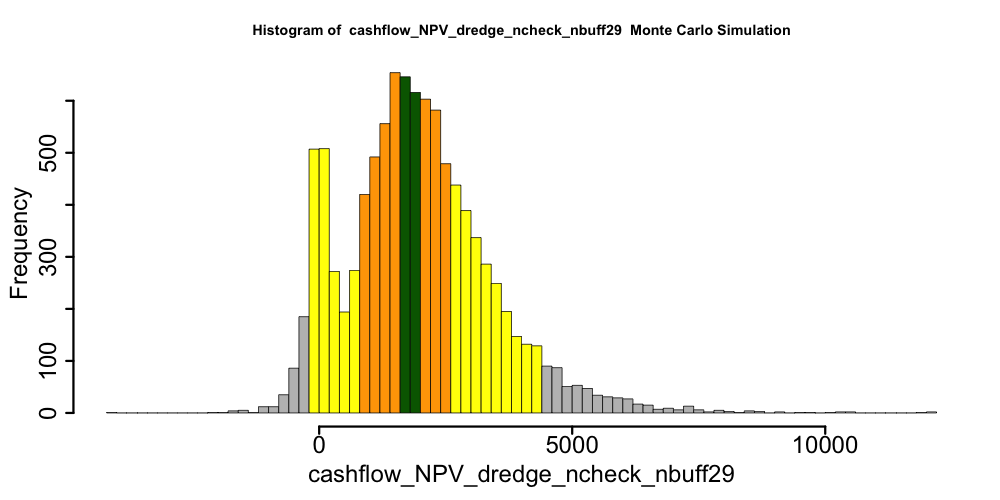 Histogram of  cashflow_NPV_dredge_ncheck_nbuff29  Monte Carlo Simulation
Frequency
500
300
100
0
0 5000 10000
cashflow_NPV_dredge_ncheck_nbuff29